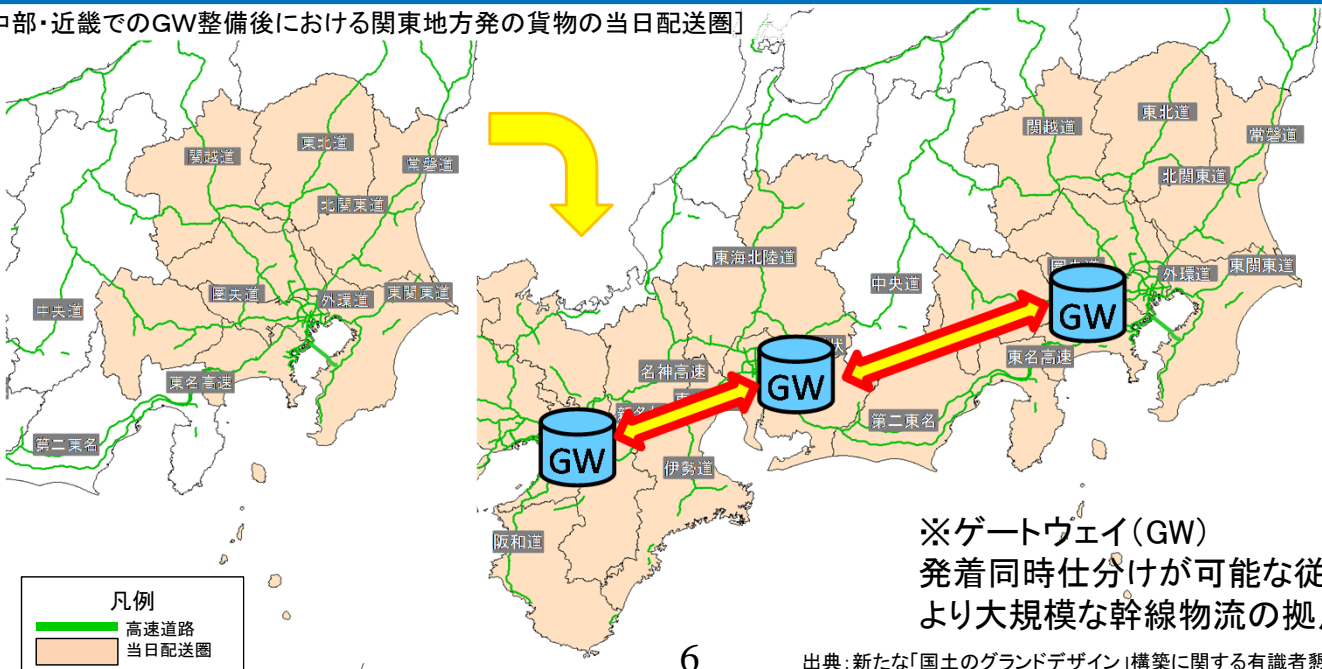 部・近畿でのGW整備後における関東地方発の貨物の当日配送圏]
関越道
東北道
常磐道
北関東道
圏央道
外環道
東関東道
中央道
東名高速
第二東名
凡例
高速道路
当日配送圏
関越道
東北道
常磐道
北関東道
東海北陸道
中央道
外環道
東関東道
GW
東名高速
状
GW
名神高速
第二東名
GW
伊勢道
阪和道
※ゲートウェイ(GW)
発着同時仕分けが可能な従
より大規模な幹線物流の拠
6
出典:新たな「国土のグランドデザイン」構築に関する有識者懇